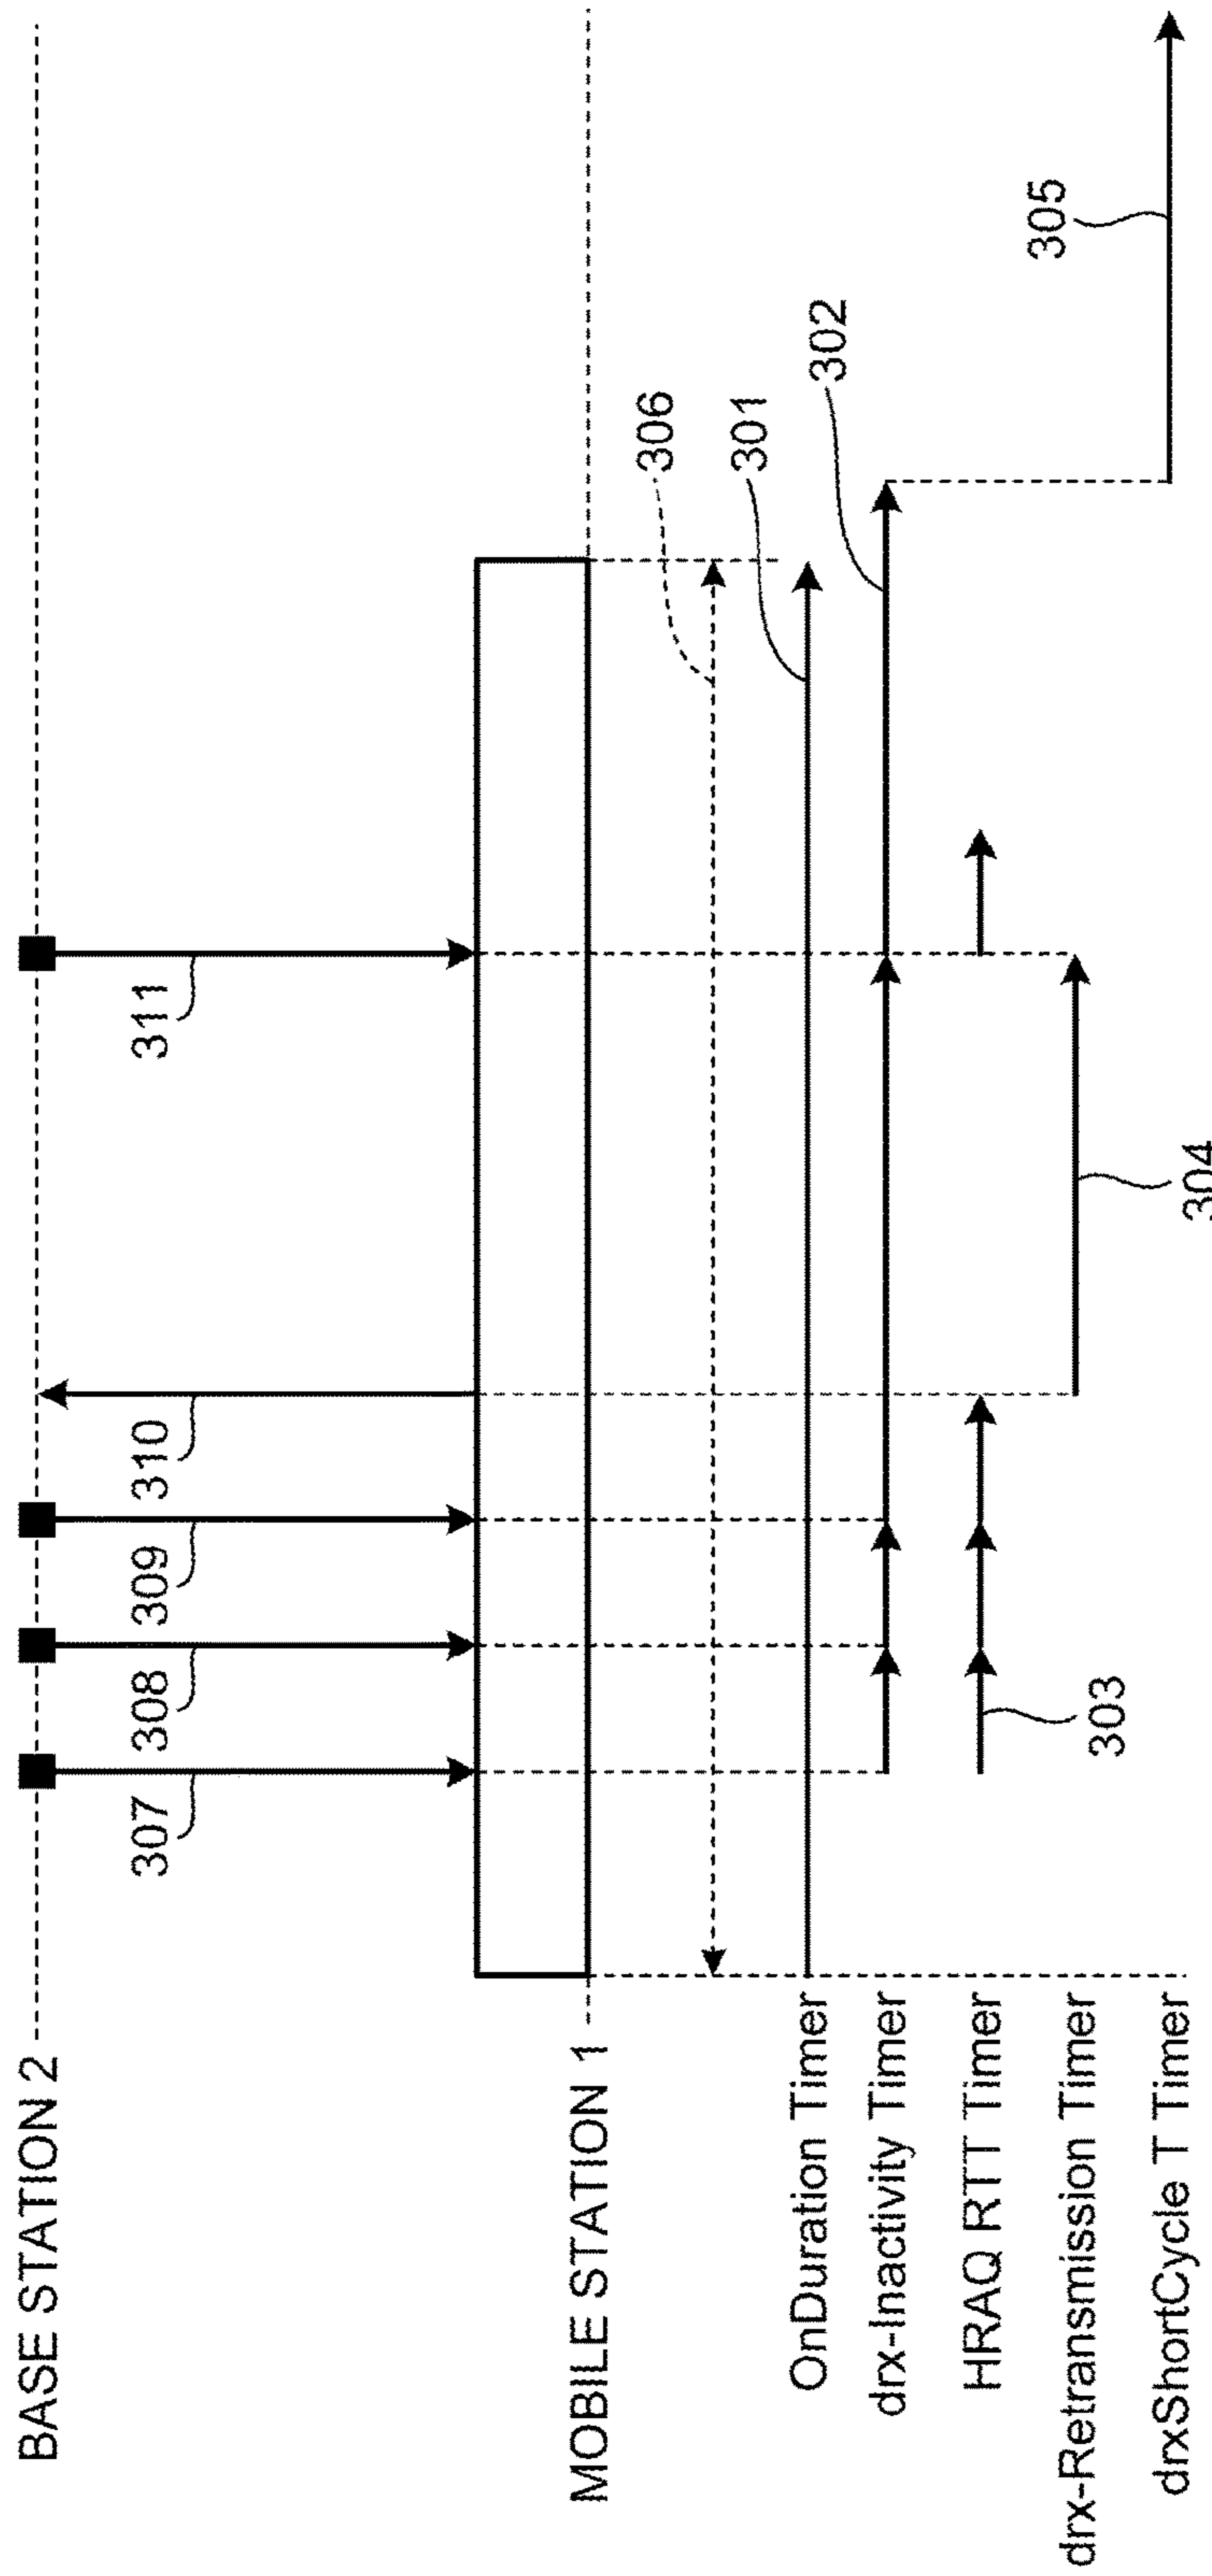 BASE STATION 2
307
308
309
310
311
MOBILE STATION 1
306
301
OnDuration Timer
302
drx-Inactivity Timer
HRAQ RTT Timer
303
drx-Retransmission Timer
304
305
drxShortCycle T Timer